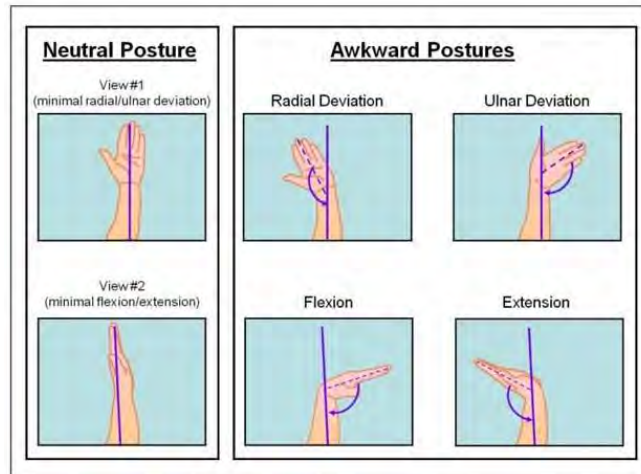 Neutral Posture
View #1
(minimal radial/ulnar deviation)
View #2
(minimal flexion/extension)
Awkward Postures
Radial Deviation
Ulnar Deviation
Flexion
Extension